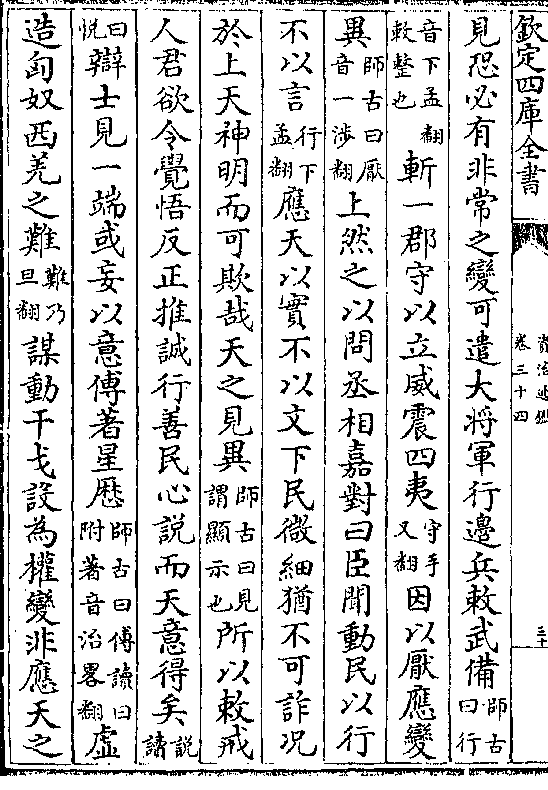 欽定四庫全書
資治通鑑
卷三十四
三十
見恐必有非常之變可遣大將軍行邊兵敕武備師古曰行
音下孟翻敕整也斬一郡守以立威震四夷守手又翻因以厭應變
異師古曰厭音一涉翻上然之以問丞相嘉對曰臣聞動民以行
不以言行下孟翻應天以實不以文下民微細猶不可詐况
於上天神明而可欺哉天之見異師古曰見謂顯示也所以敕戒
人君欲令覺悟反正推誠行善民心說而天意得矣說讀
曰悅辯士見一端或妄以意傅著星厯師古曰傅讀曰附著音治畧翻虛
造匈奴西羌之難難乃旦翻謀動干戈設為權變非應天之